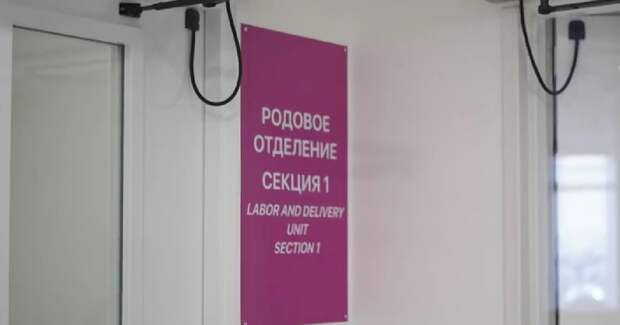 РОДОВОЕ
ОТДЕЛЕНИЕ
СЕКЦИЯ 1
LABOR AND DELIVERY
UNIT
SECTION 1